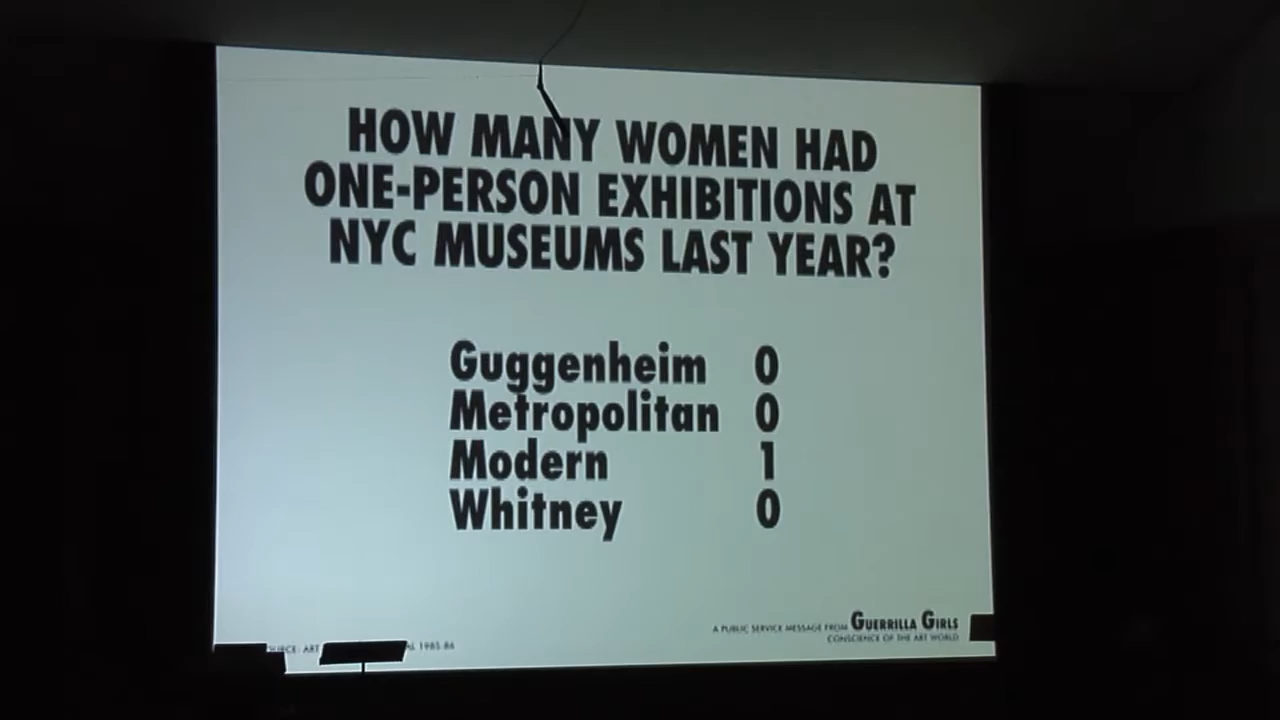 HOW MANY WOMEN HAD
ONE-PERSON EXHIBITIONS AT
NYC MUSEUMS LAST YEAR?
Guggenheim 0
Metropolitan 0
Modern 1
Whitney 0
A PUBLIC SERVICE MESSAGE FROM GUERRILLA GIRLS
CONSCIENCE OF THE ART WORLD
ART 1985-86